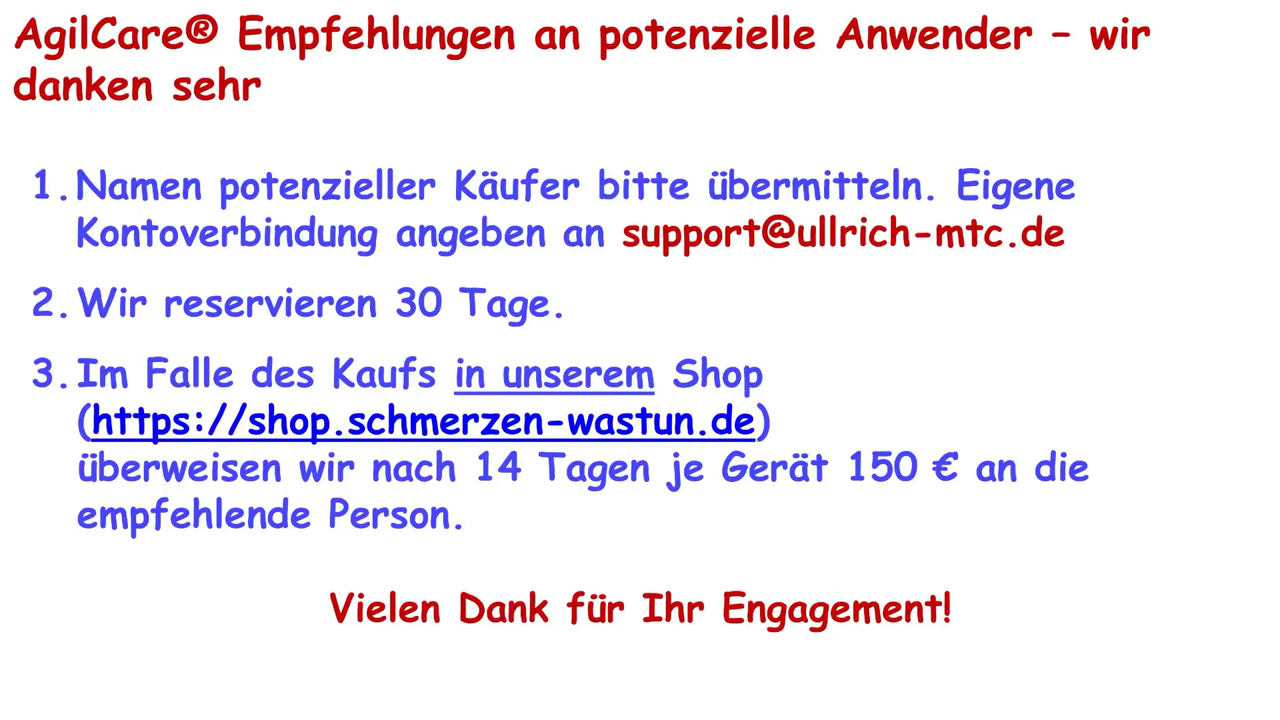 AgilCare® Empfehlungen an potenzielle Anwender – wir
danken sehr
1. Namen potenzieller Käufer bitte übermitteln. Eigene
Kontoverbindung angeben an support@ullrich-mtc.de
2. Wir reservieren 30 Tage.
3. Im Falle des Kaufs in unserem Shop
(https://shop.schmerzen-wastun.de)
überweisen wir nach 14 Tagen je Gerät 150 € an die
empfehlende Person.
Vielen Dank für Ihr Engagement!